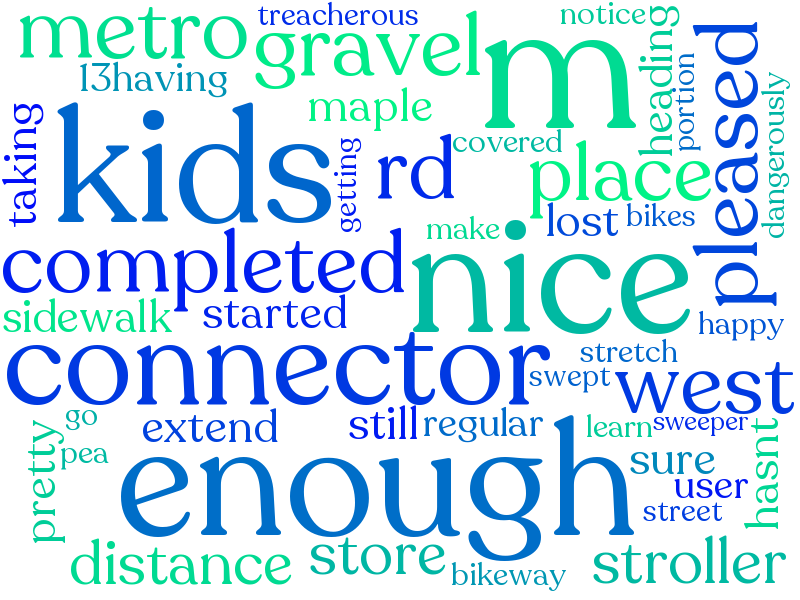 treacherous
notice
metro
gravel
m
heading
portion
pleased
13having
maple
dangerously
taking
kids
getting
rd
covered
place
lost
bikes
make
completed
nice
sidewalk
started
happy
connector
stretch
swept
west
go
extend
still
regular
learn
sweeper
pretty
pea
enough
sure
hasnt
user
street
distance
store
bikeway
stroller